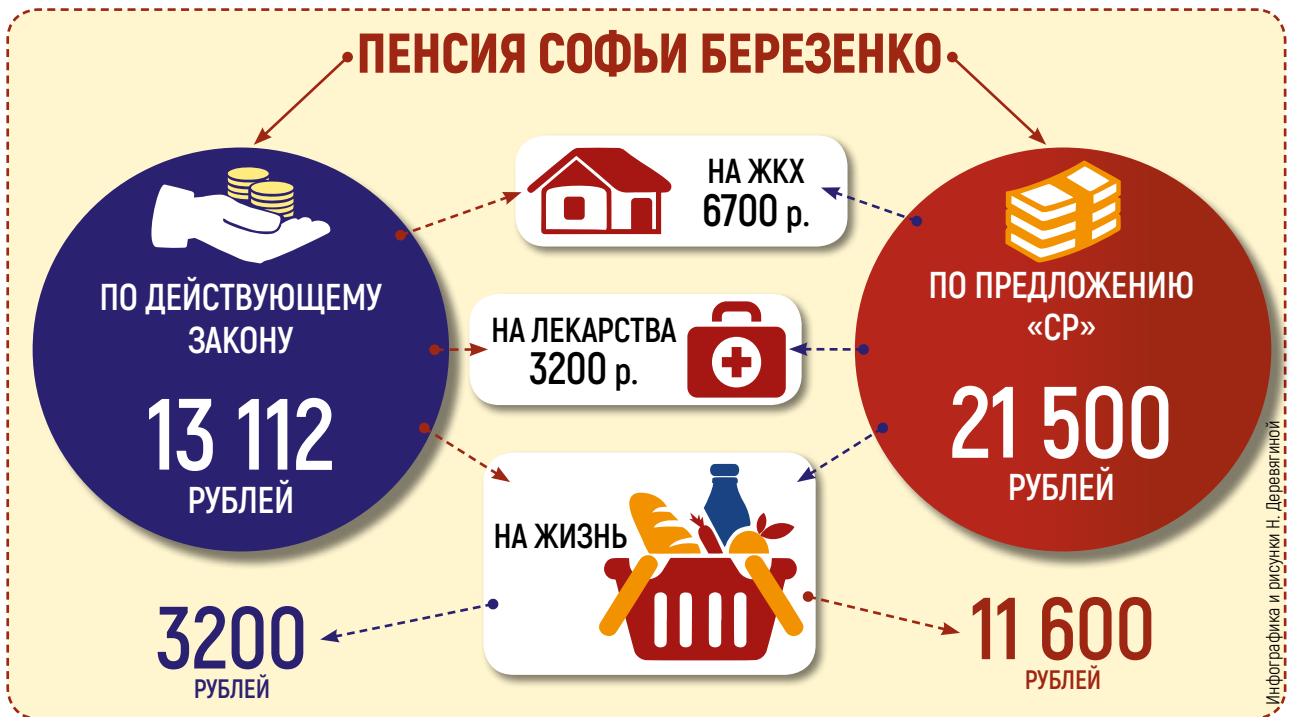 ПЕНСИЯ СОФЬИ БЕРЕЗЕНКО
ПО ДЕЙСТВУЮЩЕМУ
ЗАКОНУ
13 112
РУБЛЕЙ
НА ЖКХ
6700 р.
НА ЛЕКАРСТВА
3200 р.
НА ЖИЗНЬ
ПО ПРЕДЛОЖЕНИЮ
«СР»
21 500
РУБЛЕЙ
3200
РУБЛЕЙ
11 600
РУБЛЕЙ
Инфографика и рисунки Н. Деревягиной